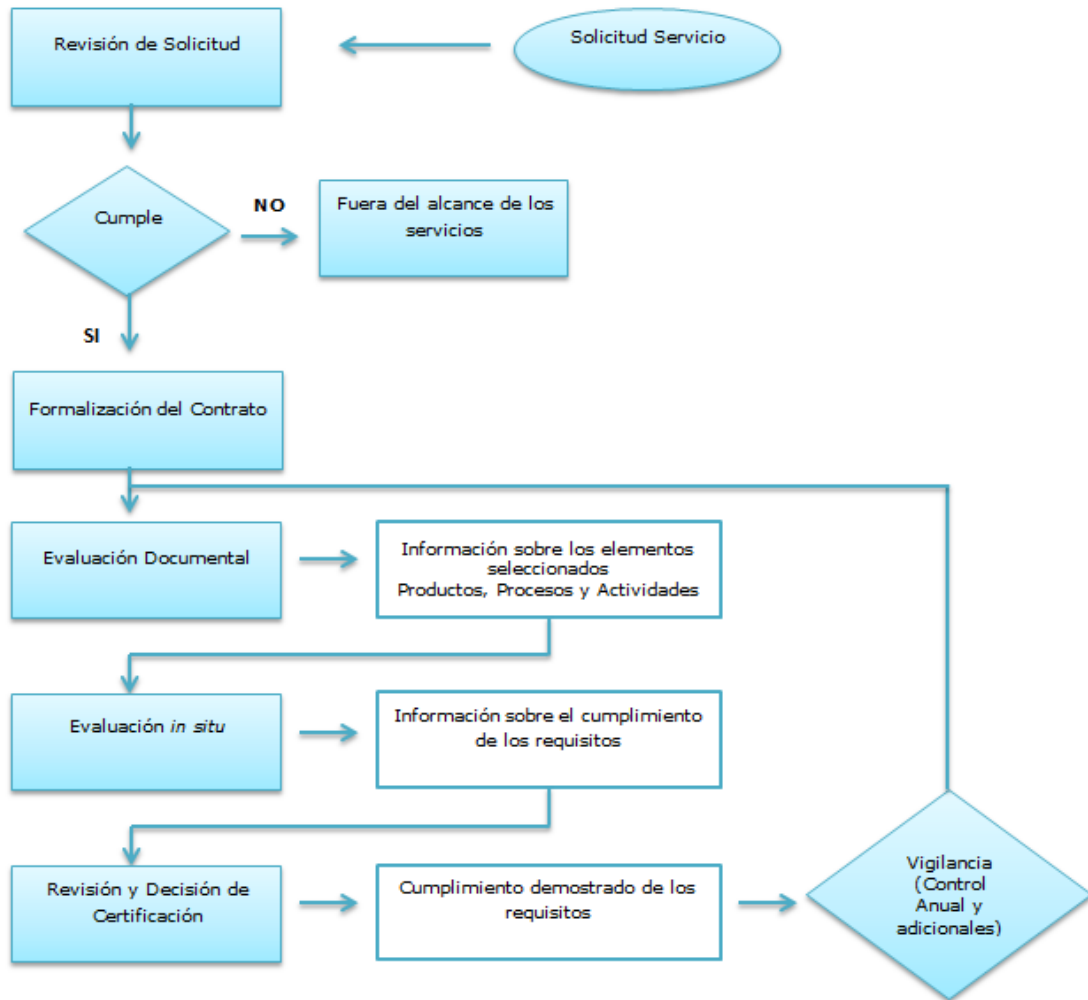 Solicitud Servicio
Revisión de Solicitud
Cumple
NO
Fuera del alcance de los
servicios
SI
Formalización del Contrato
Evaluación Documental
Información sobre los elementos
seleccionados
Productos, Procesos y Actividades
Evaluación in situ
Información sobre el cumplimiento
de los requisitos
Revisión y Decisión de
Certificación
Cumplimiento demostrado de los
requisitos
Vigilancia
(Control
Anual y
adicionales)